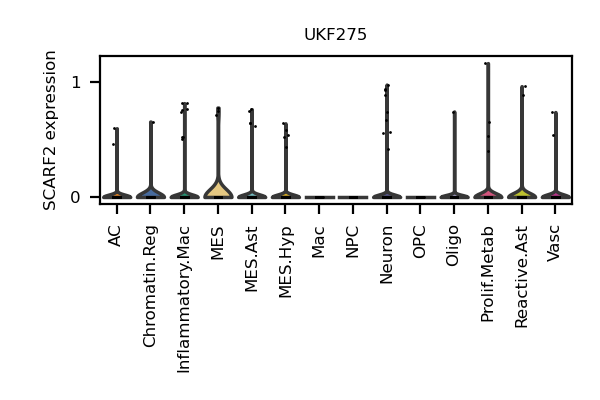 UKF275
SCARF2 expression
1
0
AC
Chromatin.Reg
Inflammatory.Mac
MES
MES.Ast
MES.Hyp
Mac
NPC
Neuron
OPC
Oligo
Prolif.Metab
Reactive.Ast
Vasc